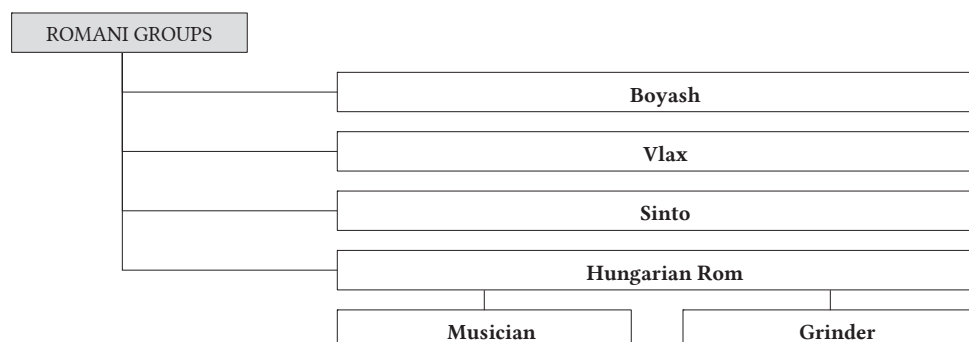 ROMANI GROUPS
Boyash
Vlax
Sinto
Hungarian Rom
Musician
Grinder